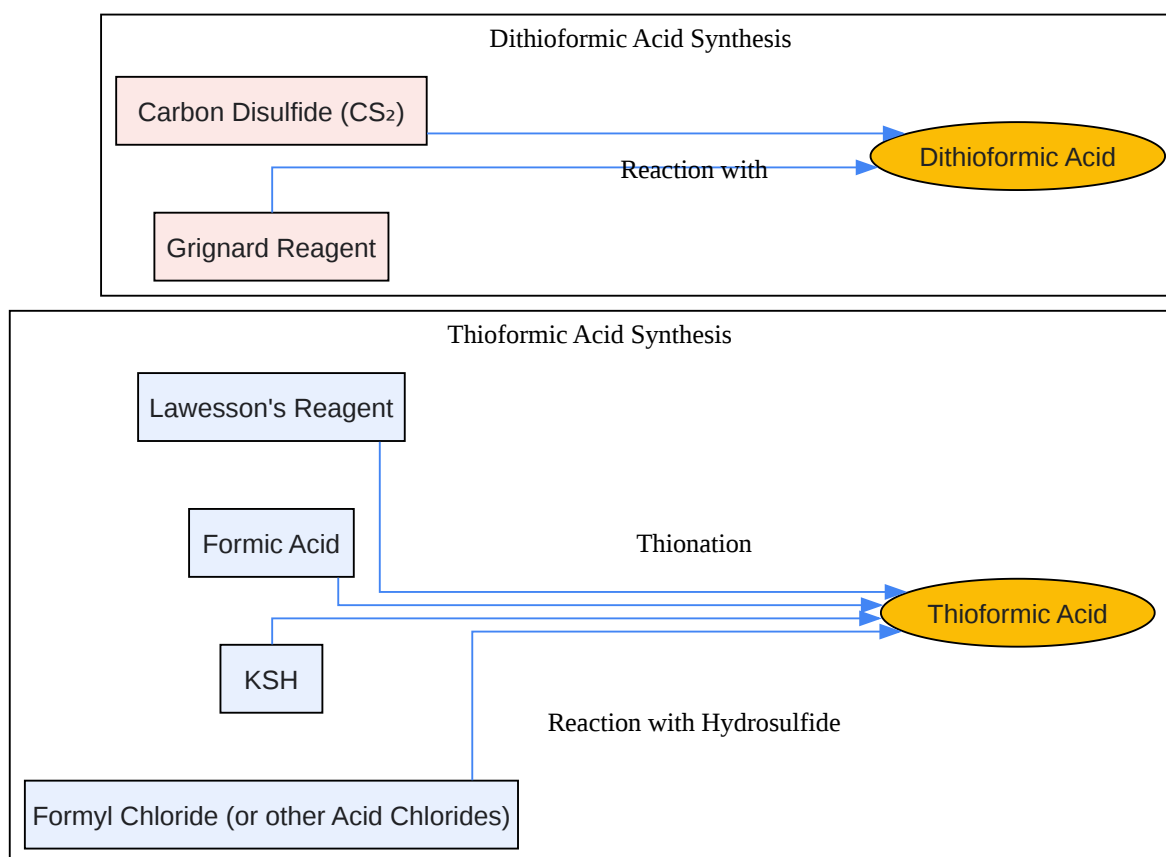 Dithioformic Acid Synthesis
Carbon Disulfide (CS₂)
Dithioformic Acid
Reaction with
Grignard Reagent
Thioformic Acid Synthesis
Lawesson's Reagent
Formic Acid
Thionation
Thioformic Acid
KSH
Reaction with Hydrosulfide
Formyl Chloride (or other Acid Chlorides)